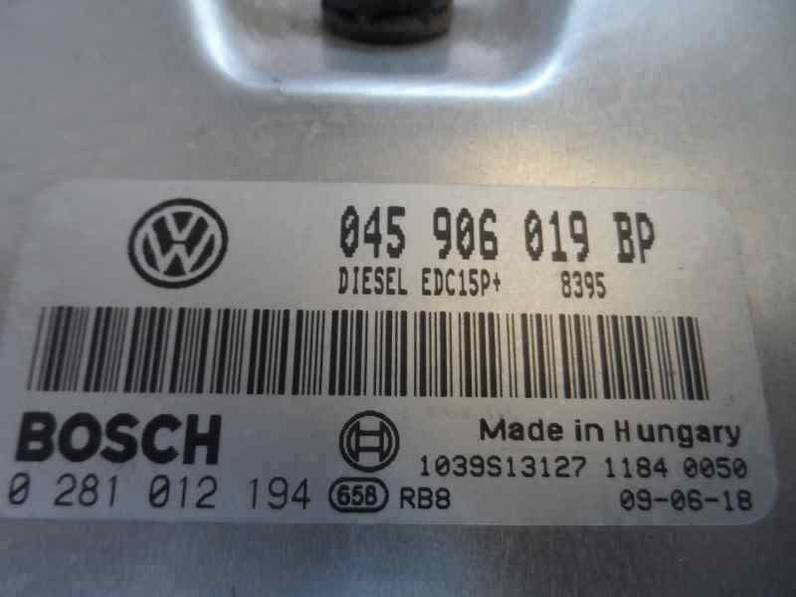 045 906 019 BP
DIESEL EDC15P+ 8395
BOSCH
Made in Hungary
1039S13127 1184 0050
0 281 012 194 658 RB8 09-06-18